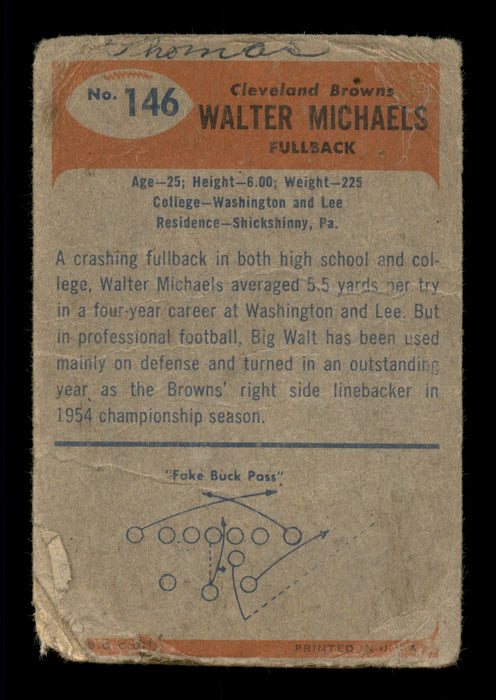 Thomas
No. 146
Cleveland Browns
WALTER MICHAELS
FULLBACK
Age—25; Height—6.00; Weight—225
College—Washington and Lee
Residence—Shickshinny, Pa.
A crashing fullback in both high school and col-
lege, Walter Michaels averaged 5.5 yards per try
in a four-year career at Washington and Lee. But
in professional football, Big Walt has been used
mainly on defense and turned in an outstanding
year as the Browns' right side linebacker in
1954 championship season.
"Fake Buck Pass"
PRINTED IN U.S.A.